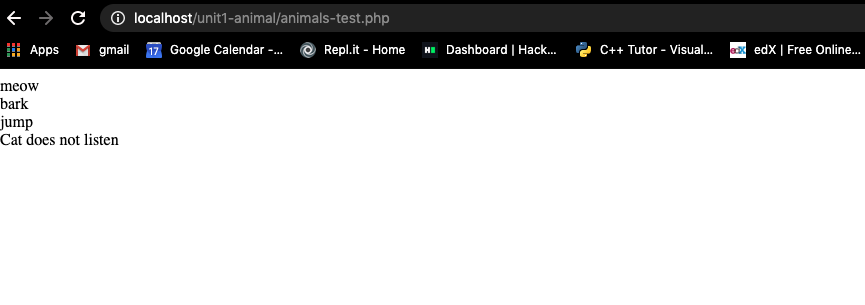 localhost/unit1-animal/animals-test.php
Apps gmail 17 Google Calendar -... Repl.it - Home H Dashboard | Hack... C++ Tutor - Visual... edX edX | Free Online...
meow
bark
jump
Cat does not listen